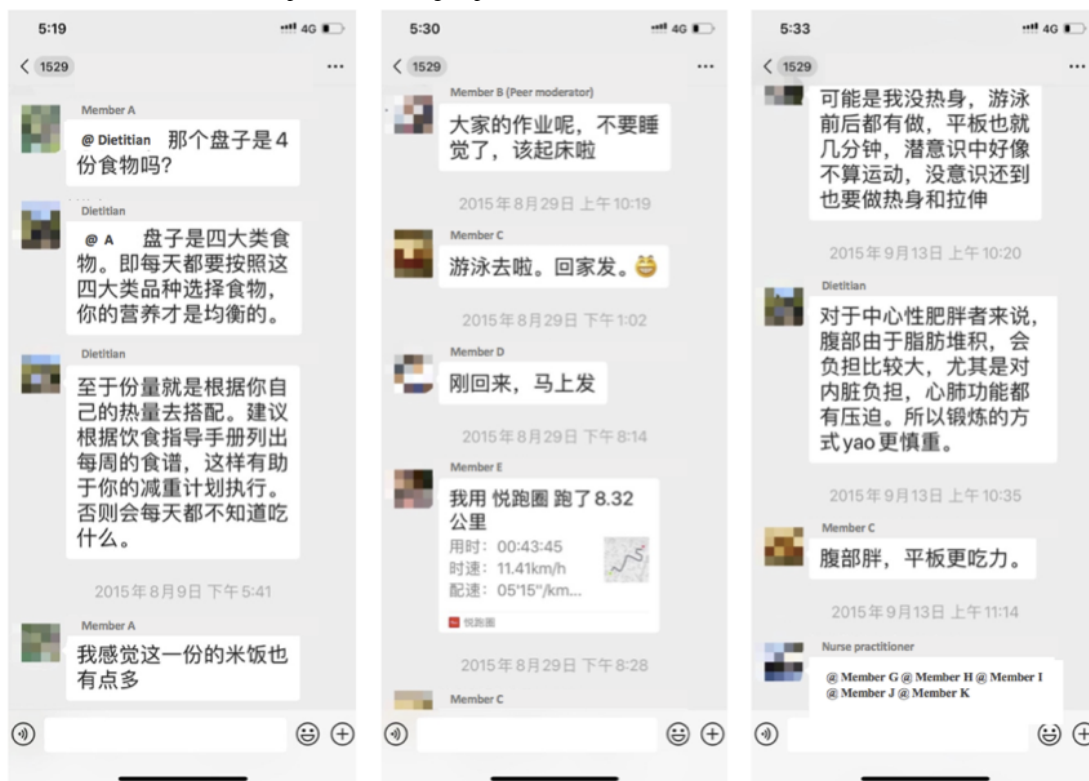 5:19
4G
1529
Member A
@ Dietitian 那个盘子是4
份食物吗?
Dietitian
@ A 盘子是四大类食
物。即每天都要按照这
四大类品种选择食物，
你的营养才是均衡的。
Dietitian
至于份量就是根据你自
己的热量去搭配。建议
根据饮食指导手册列出
每周的食谱，这样有助
于你的减重计划执行。
否则会每天都不知道吃
什么。
2015年8月9日 下午5:41
Member A
我感觉这一份的米饭也
有点多
5:30
4G
1529
Member B (Peer moderator)
大家的作业呢，不要睡
觉了，该起床啦
2015年8月29日 上午10:19
Member C
游泳去啦。回家发。
2015年8月29日 下午1:02
Member D
刚回来，马上发
2015年8月29日 下午8:14
Member E
我用 悦跑圈 跑了8.32
公里
用时：00:43:45
时速：11.41km/h
配速：05'15"/km...
悦跑圈
2015年8月29日 下午8:28
Member C
5:33
4G
1529
可能是我没热身，游泳
前后都有做，平板也就
几分钟，潜意识中好像
不算运动，没意识还到
也要做热身和拉伸
2015年9月13日 上午10:20
Dietitian
对于中心性肥胖者来说，
腹部由于脂肪堆积，会
负担比较大，尤其是对
内脏负担，心肺功能都
有压迫。所以锻炼的方
式yao更慎重。
2015年9月13日 上午10:35
Member C
腹部胖，平板更吃力。
2015年9月13日 上午11:14
Nurse practitioner
@ Member G @ Member H @ Member I
@ Member J @ Member K